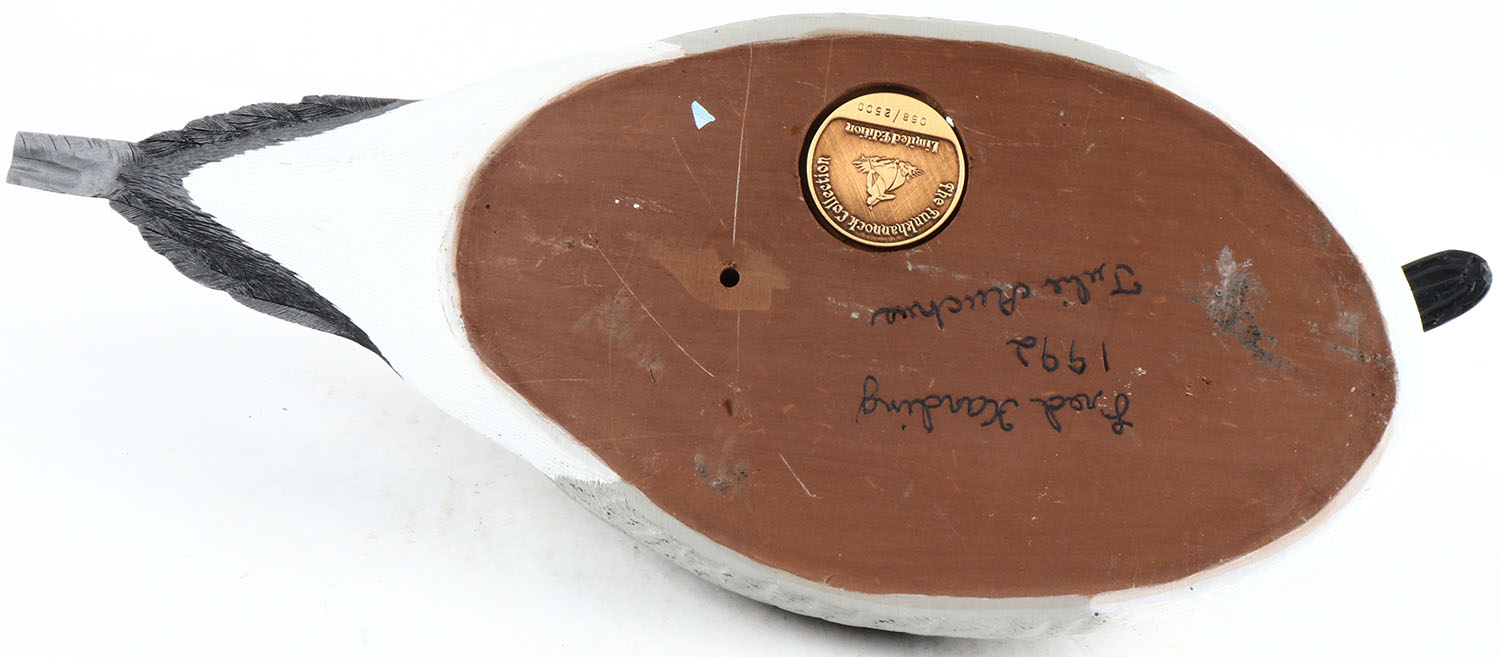 The Tunkhannock Collection
Limited Edition
068/2500
Fred Harding
1992
Julie